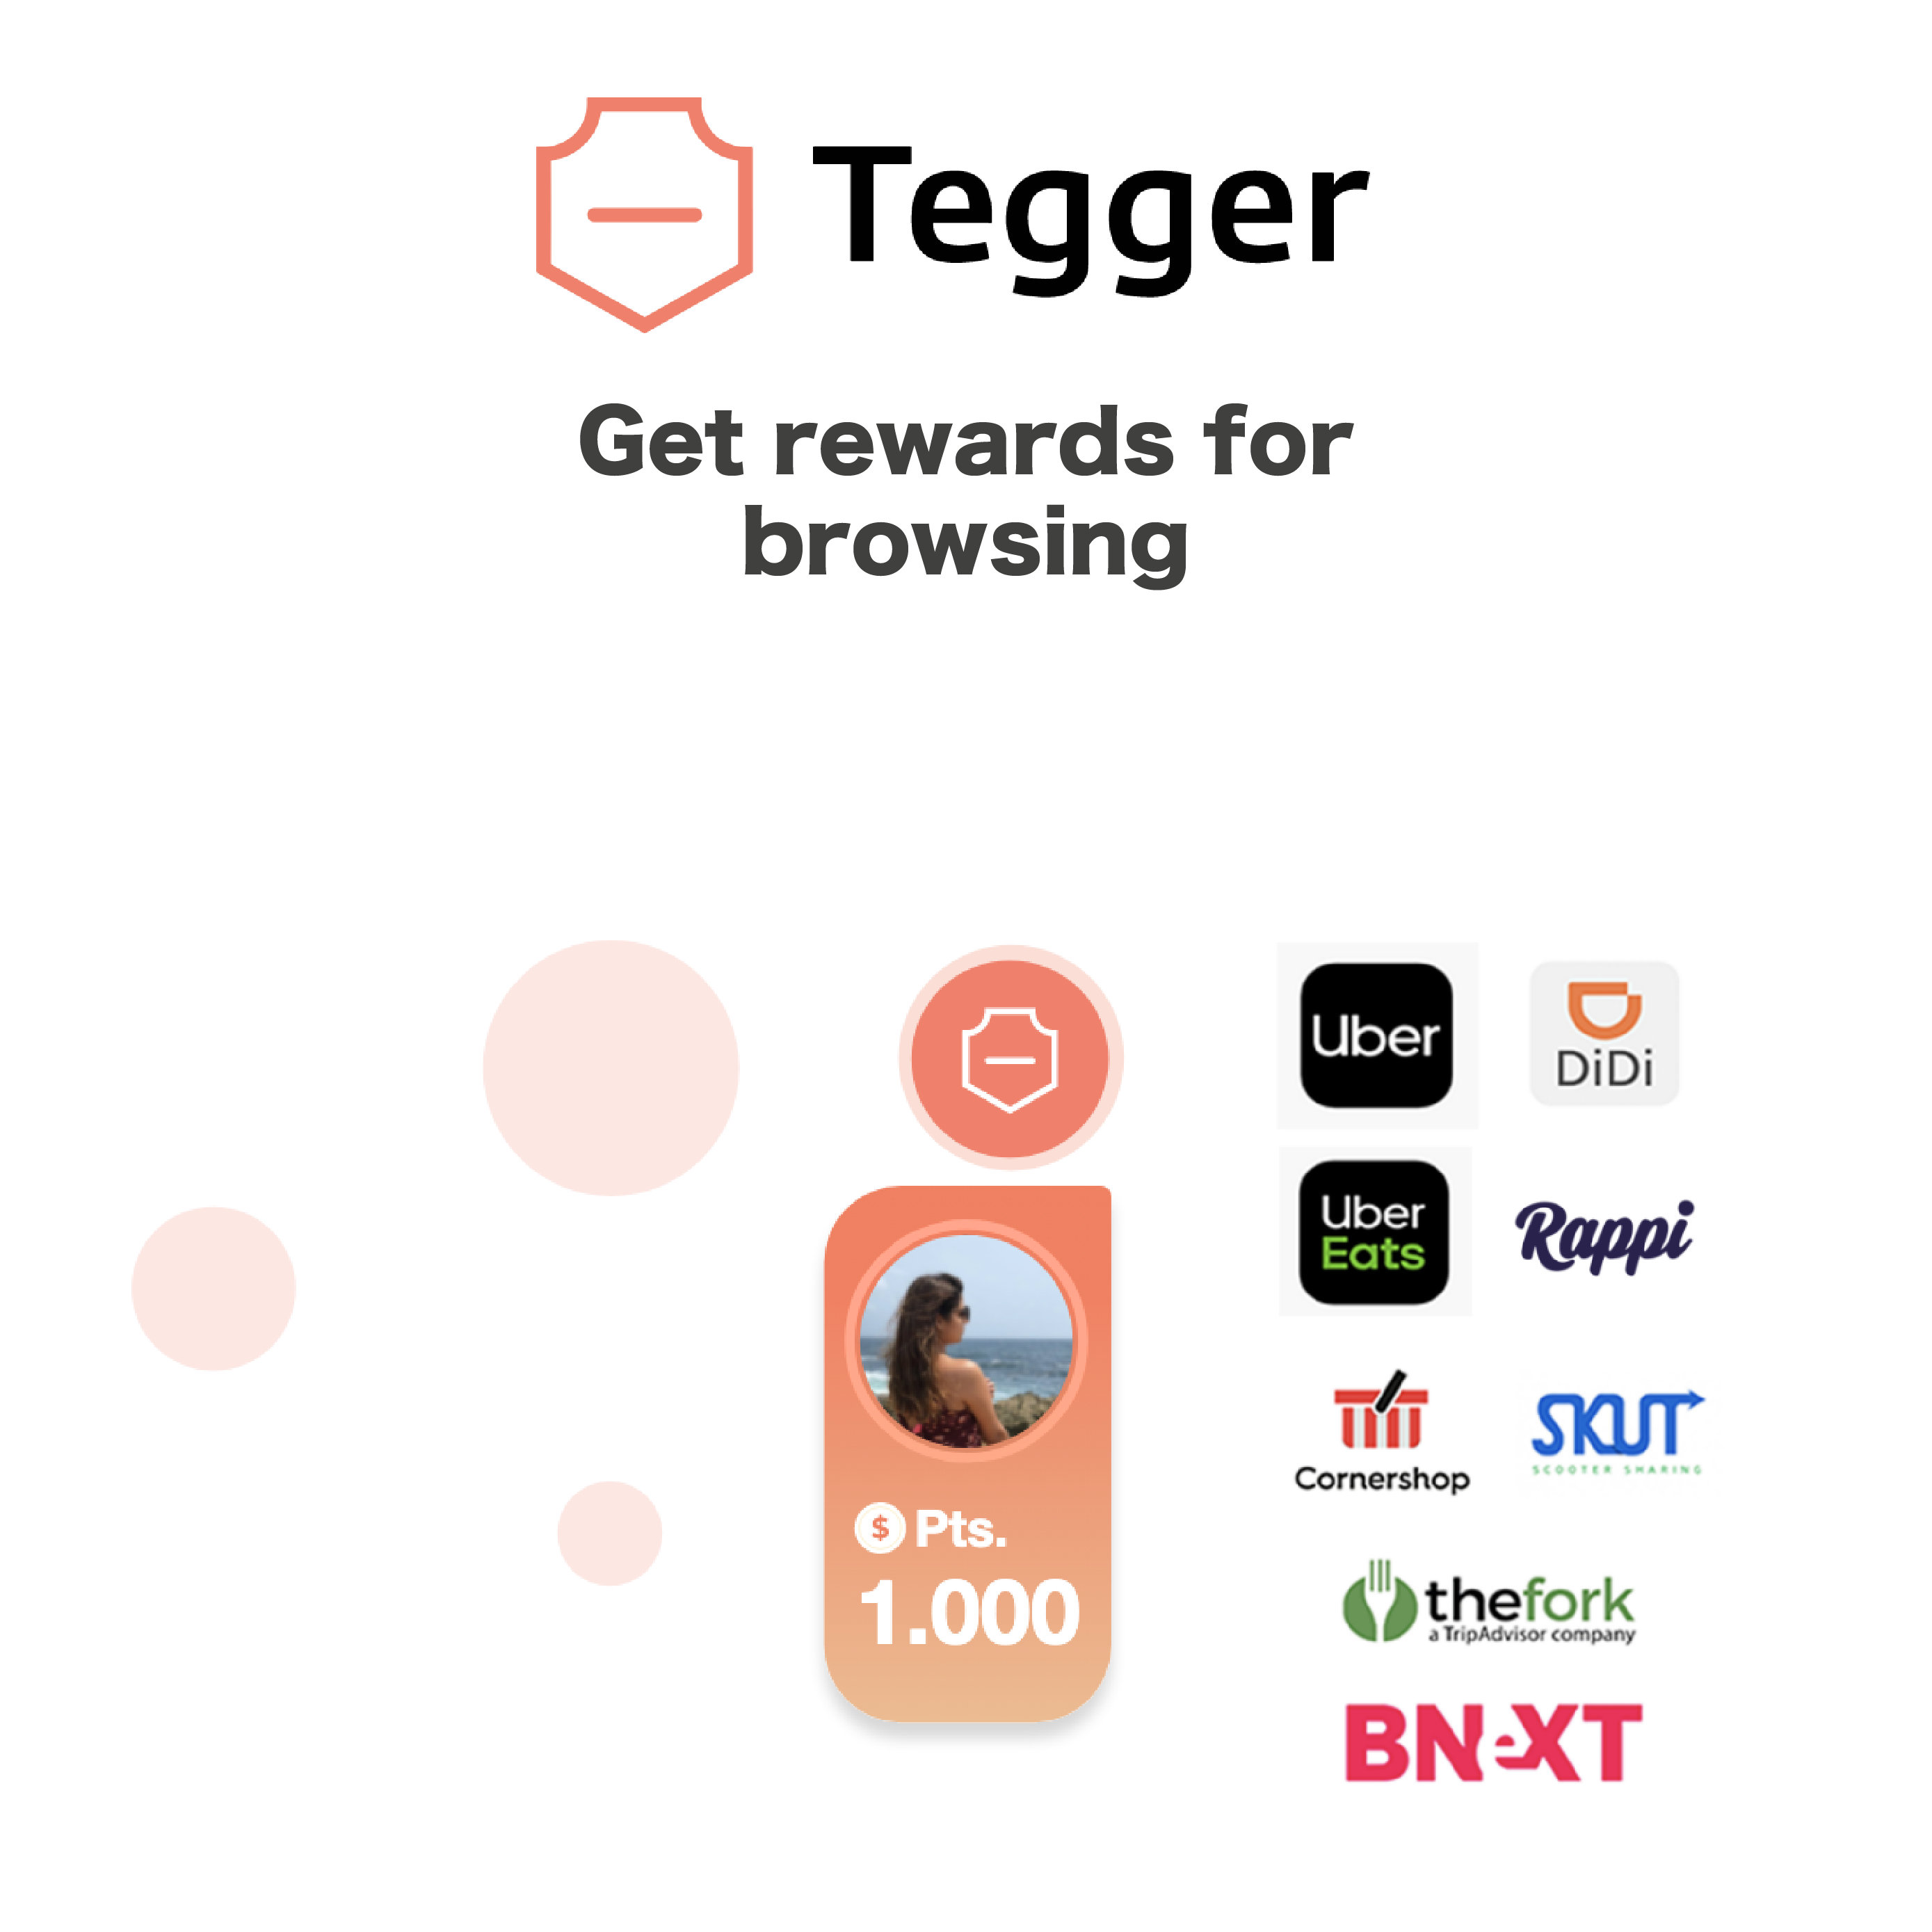 Tegger
Get rewards for
browsing
Uber
DiDi
Uber
Eats
Rappi
Cornershop
SKUT
SCOOTER SHARING
$ Pts.
1.000
thefork
a TripAdvisor company
BNeXT